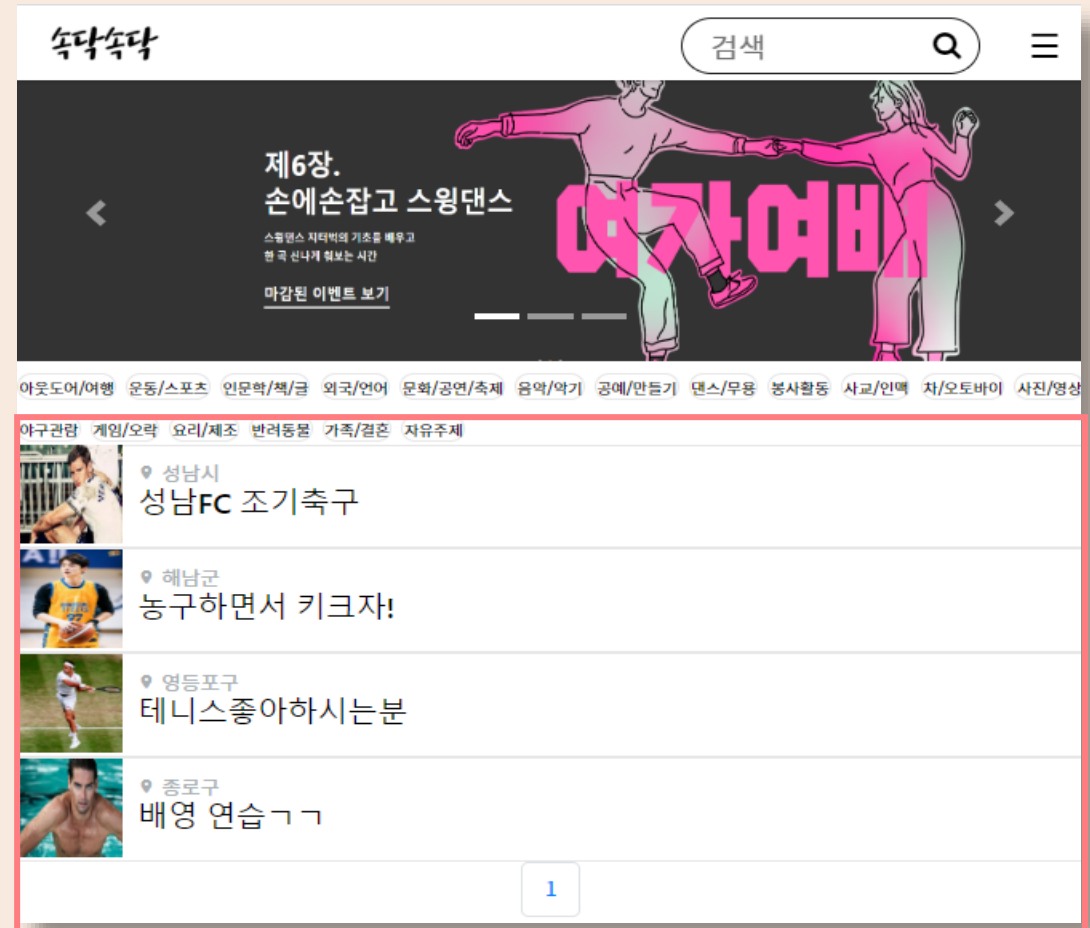 속닥속닥
검색
제6장.
손에손잡고 스윙댄스
스윙댄스 지터벅의 기초를 배우고
한 곡 신나게 춰보는 시간
마감된 이벤트 보기
여가여배
아웃도어/여행 운동/스포츠 인문학/책/글 외국/언어 문화/공연/축제 음악/악기 공예/만들기 댄스/무용 봉사활동 사교/인맥 차/오토바이 사진/영상
야구관람 게임/오락 요리/제조 반려동물 가족/결혼 자유주제
성남시
성남FC 조기축구
해남군
농구하면서 키크자!
영등포구
테니스좋아하시는분
종로구
배영 연습ㄱㄱ
1